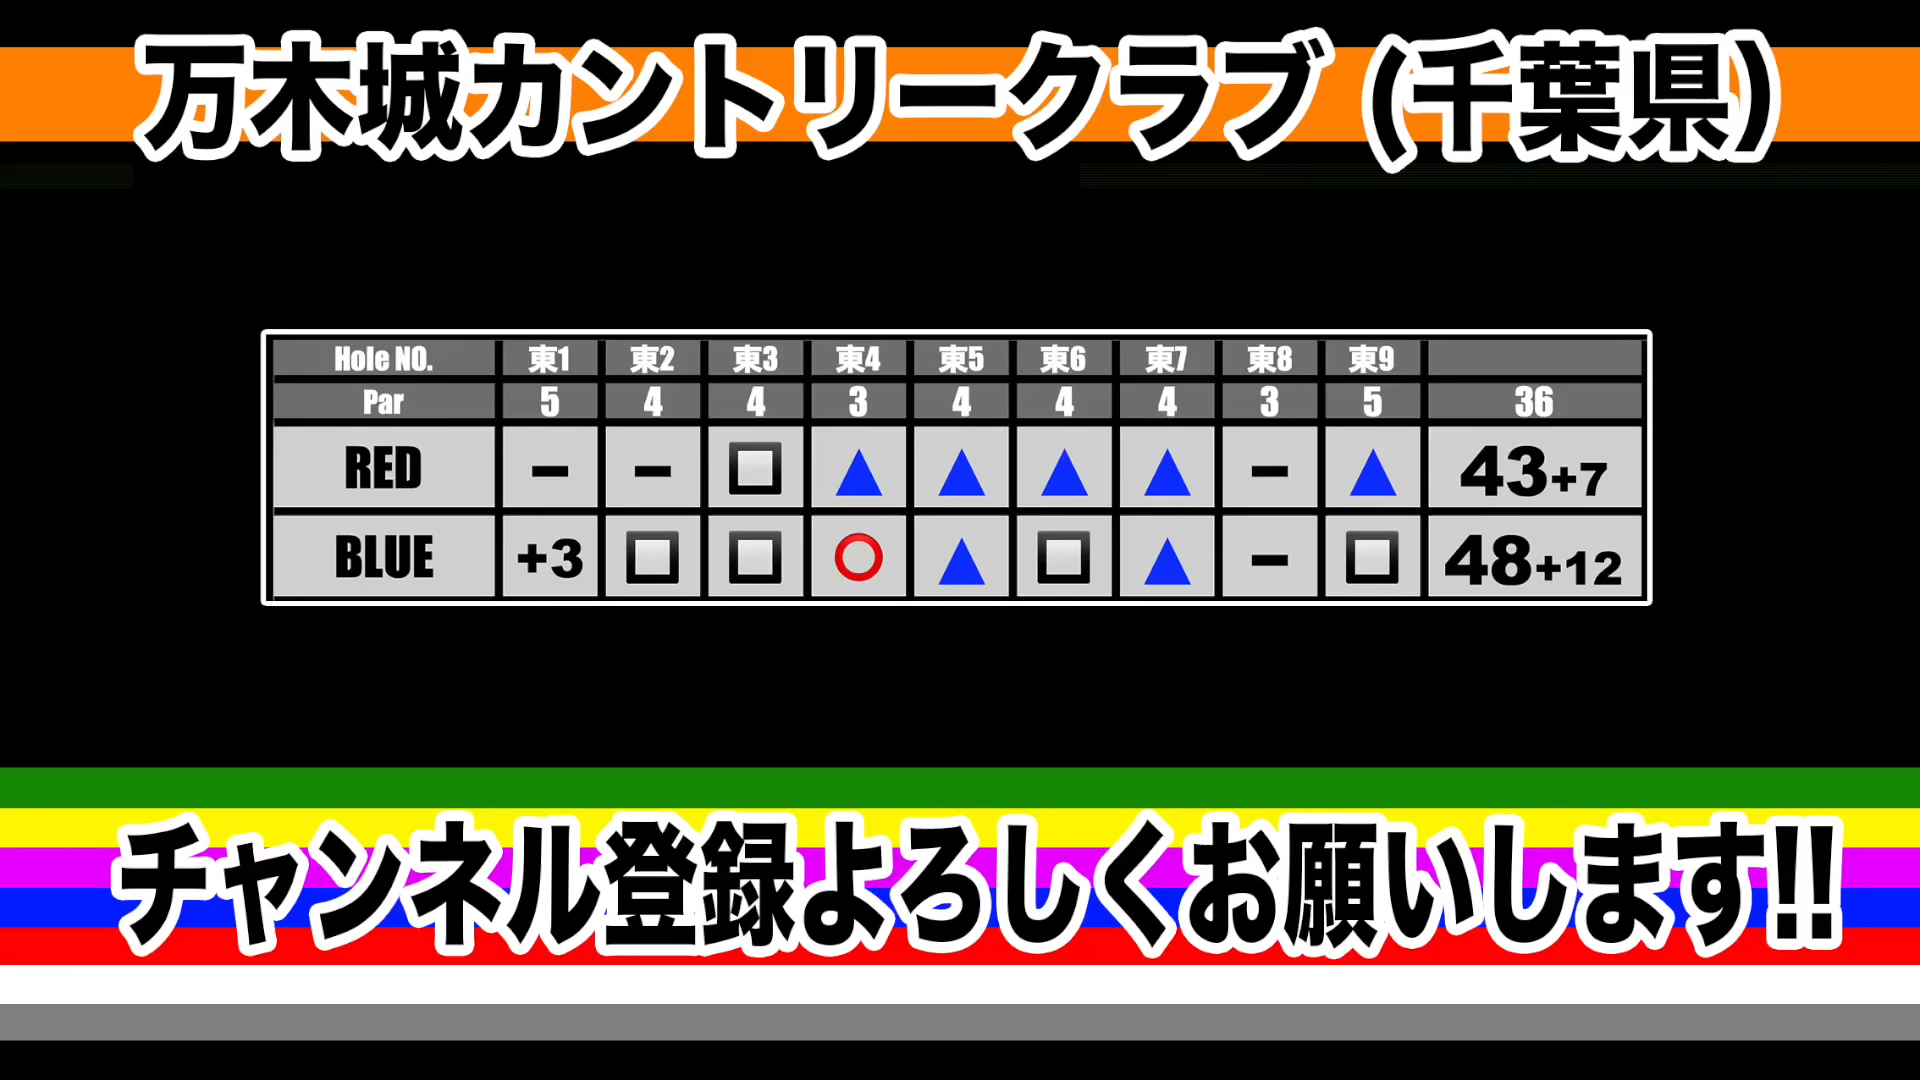 万木城カントリークラブ (千葉県)
Hole NO. 東1 東2 東3 東4 東5 東6 東7 東8 東9
Par 5 4 4 3 4 4 4 3 5 36
RED － － □ ▲ ▲ ▲ ▲ － ▲ 43+7
BLUE +3 □ □ ○ ▲ □ ▲ － □ 48+12
チャンネル登録よろしくお願いします!!